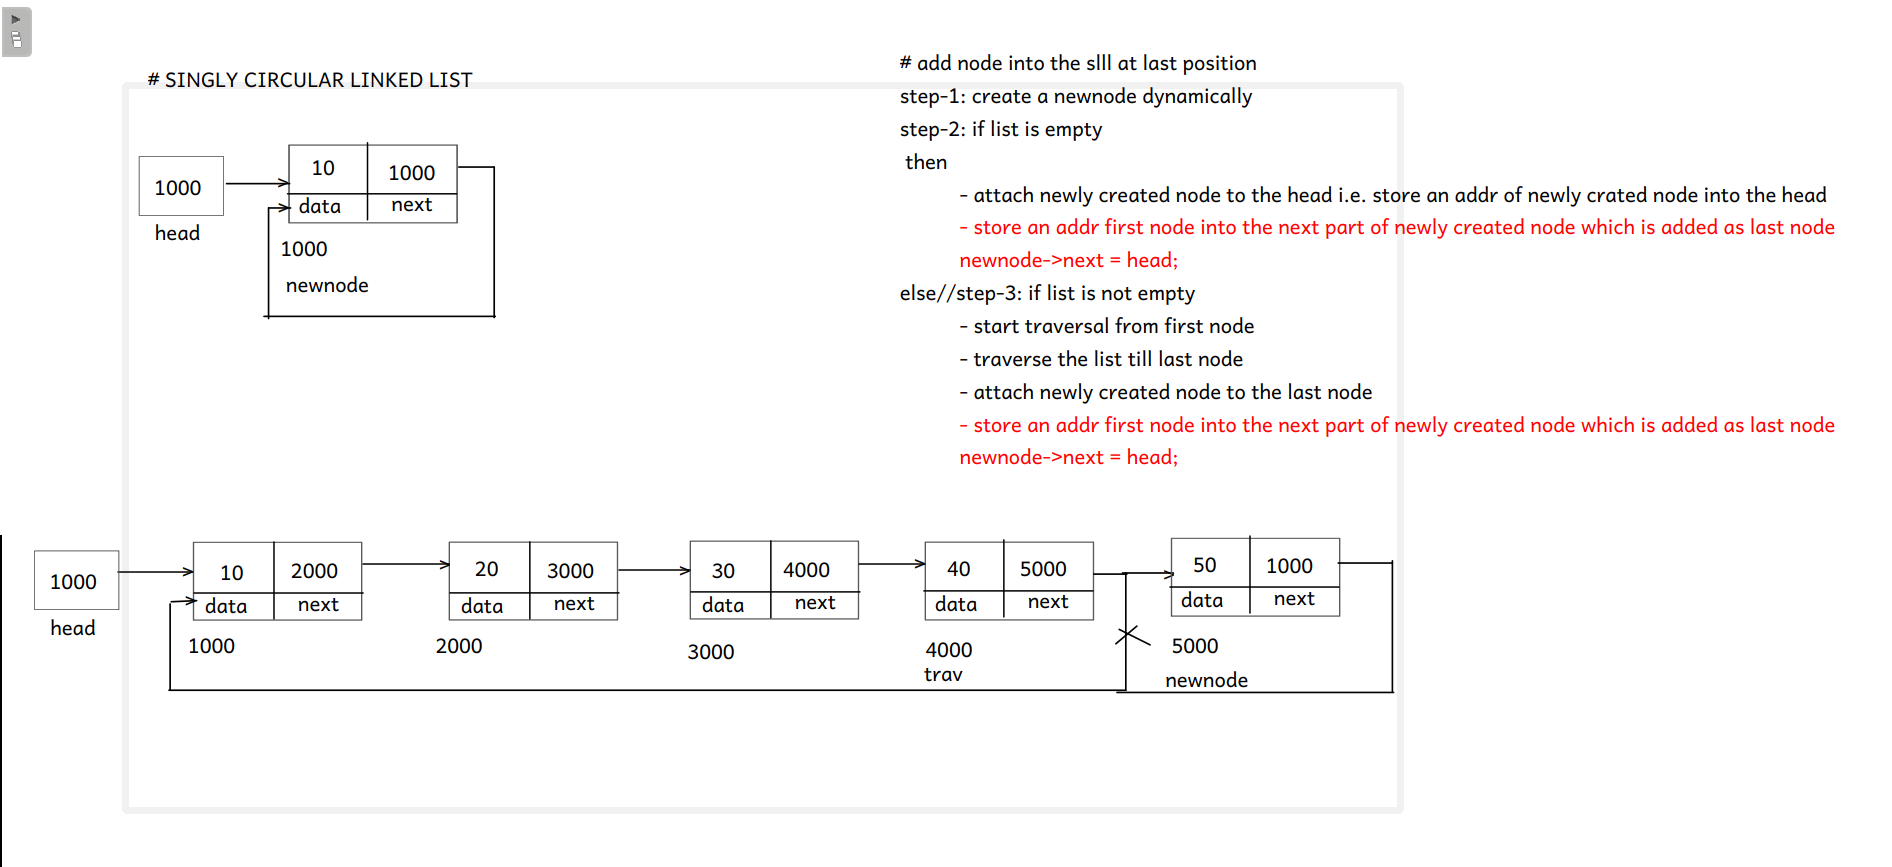 # SINGLY CIRCULAR LINKED LIST
10
1000
1000
data
next
head
1000
newnode
# add node into the slll at last position
step-1: create a newnode dynamically
step-2: if list is empty
then
- attach newly created node to the head i.e. store an addr of newly crated node into the head
- store an addr first node into the next part of newly created node which is added as last node
newnode->next = head;
else//step-3: if list is not empty
- start traversal from first node
- traverse the list till last node
- attach newly created node to the last node
- store an addr first node into the next part of newly created node which is added as last node
newnode->next = head;
1000
head
10
2000
data
next
1000
20
3000
data
next
2000
30
4000
data
next
3000
40
5000
data
next
4000
trav
50
1000
data
next
5000
newnode